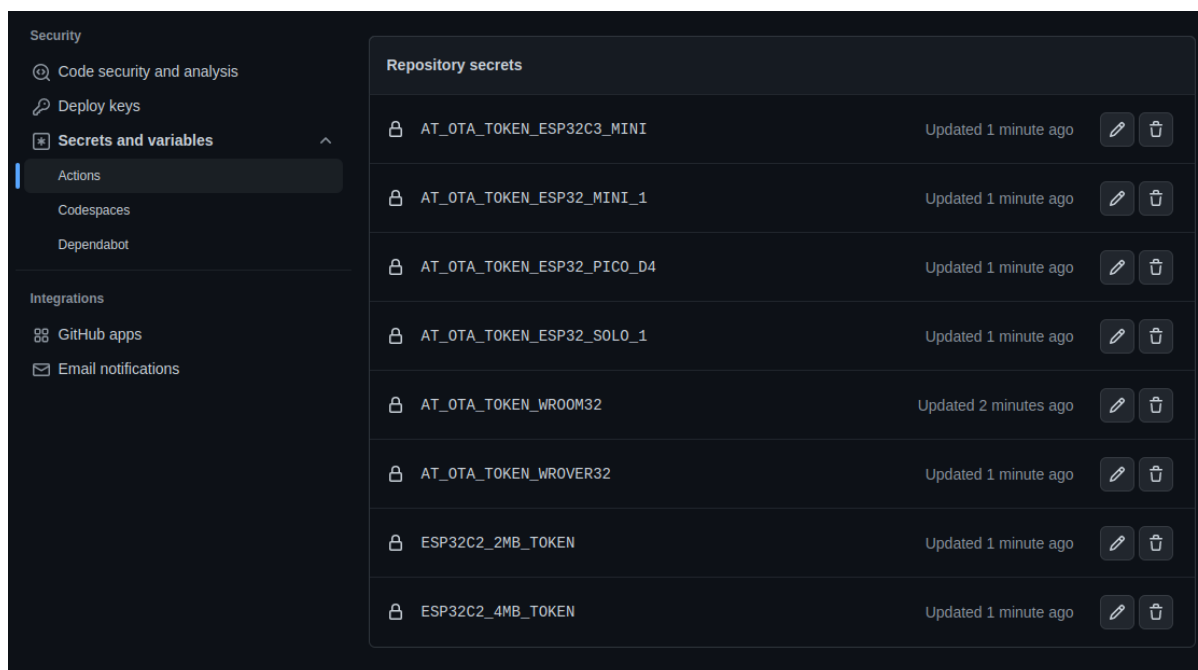 Security
Code security and analysis
Deploy keys
Secrets and variables
Actions
Codespaces
Dependabot
Integrations
GitHub apps
Email notifications
Repository secrets
AT_OTA_TOKEN_ESP32C3_MINI Updated 1 minute ago
AT_OTA_TOKEN_ESP32_MINI_1 Updated 1 minute ago
AT_OTA_TOKEN_ESP32_PICO_D4 Updated 1 minute ago
AT_OTA_TOKEN_ESP32_SOLO_1 Updated 1 minute ago
AT_OTA_TOKEN_WROOM32 Updated 2 minutes ago
AT_OTA_TOKEN_WROVER32 Updated 1 minute ago
ESP32C2_2MB_TOKEN Updated 1 minute ago
ESP32C2_4MB_TOKEN Updated 1 minute ago